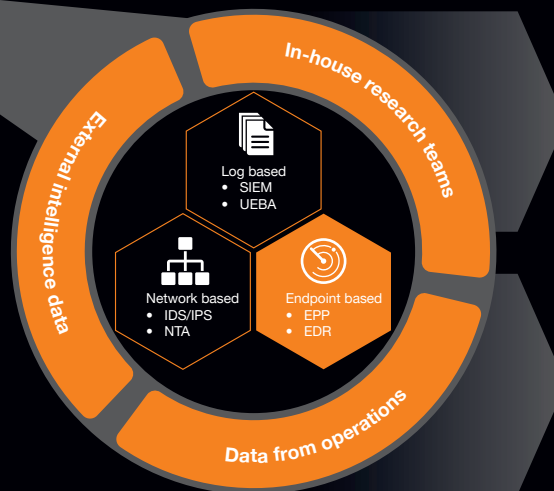 In-house research teams
External intelligence data
Log based
• SIEM
• UEBA
Network based
• IDS/IPS
• NTA
Endpoint based
• EPP
• EDR
Data from operations